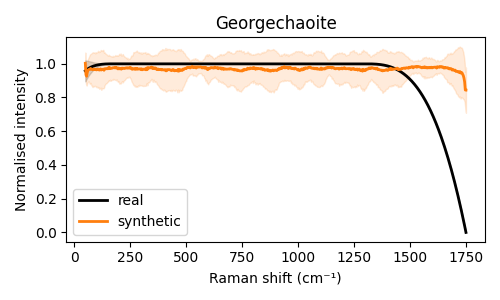 Georgechaoite
Normalised intensity
1.0
0.8
0.6
0.4
0.2
0.0
real
synthetic
0 250 500 750 1000 1250 1500 1750
Raman shift (cm⁻¹)